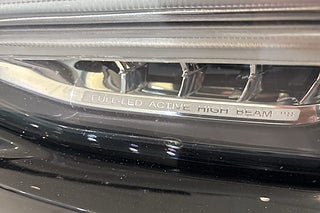 FULL-LED ACTIVE HIGH BEAM